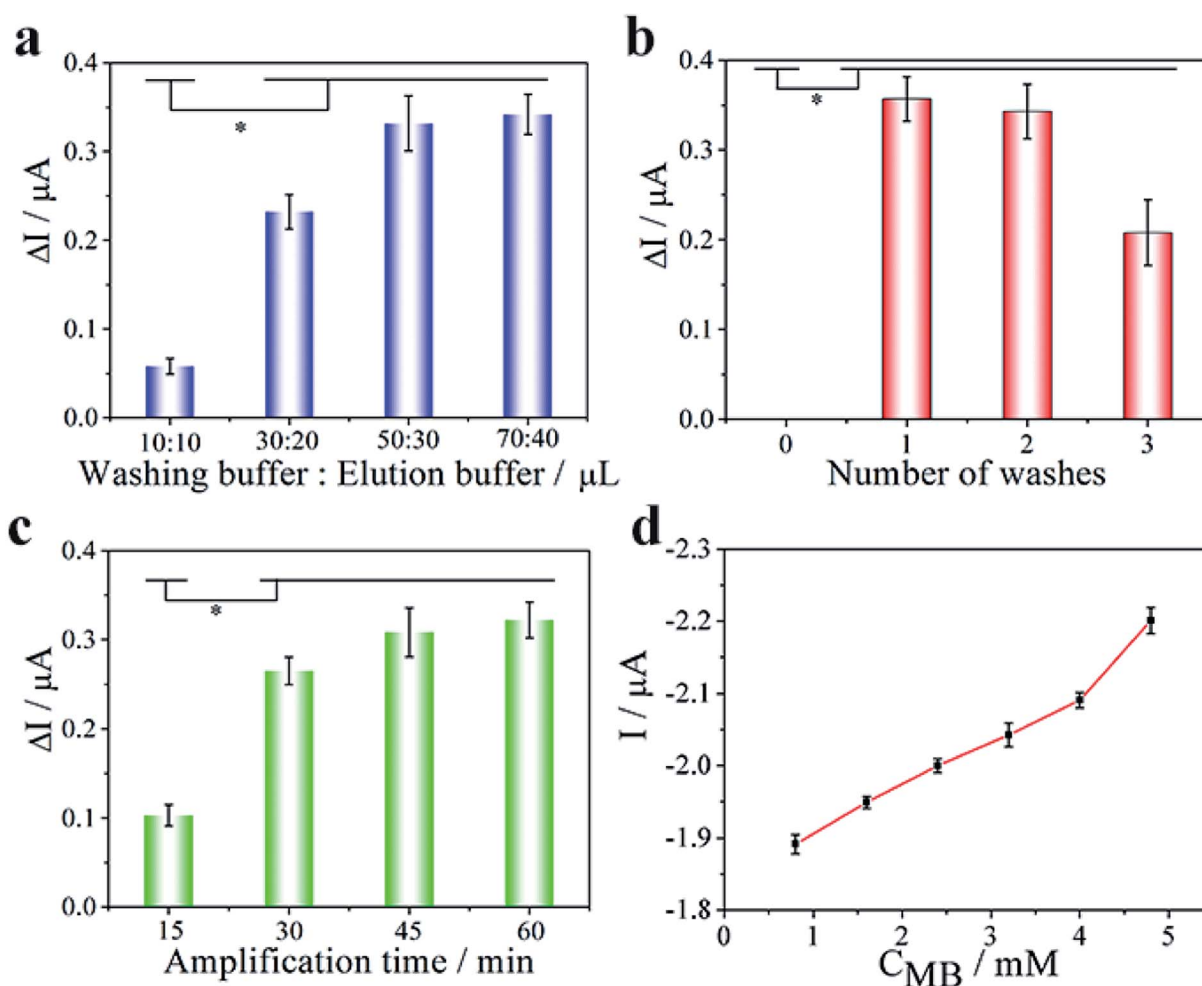 a
0.4
0.3
0.2
0.1
0.0
ΔI / μA
*
10:10 30:20 50:30 70:40
Washing buffer : Elution buffer / μL
b
0.4
0.3
0.2
0.1
0.0
ΔI / μA
*
0 1 2 3
Number of washes
c
0.4
0.3
0.2
0.1
0.0
ΔI / μA
*
15 30 45 60
Amplification time / min
d
-2.3
-2.2
-2.1
-2.0
-1.9
-1.8
I / μA
0 1 2 3 4 5
C_MB / mM